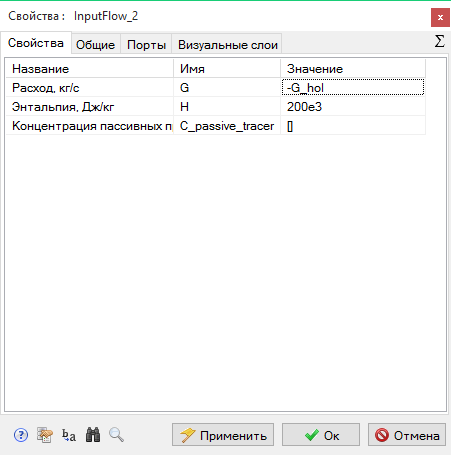 Свойства : InputFlow_2 x
Свойства Общие Порты Визуальные слои Σ
Название Имя Значение
Расход, кг/с G -G_hol
Энтальпия, Дж/кг H 200e3
Концентрация пассивных п C_passive_tracer []
? b→a Применить Ок Отмена